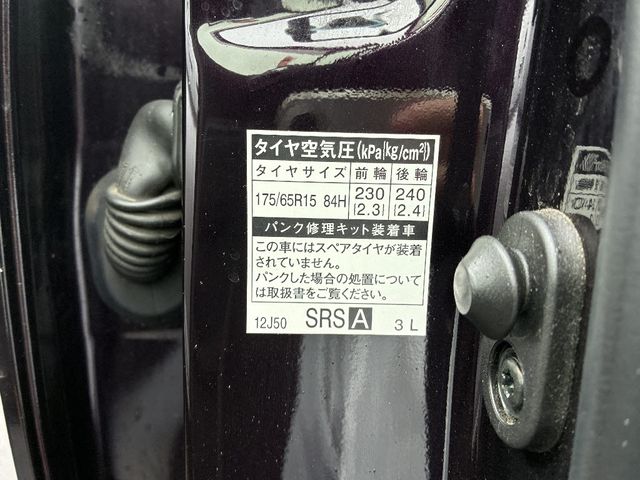 タイヤ空気圧(kPa{kg/cm²})
タイヤサイズ 前輪 後輪
175/65R15 84H 230{2.3} 240{2.4}
パンク修理キット装着車
この車にはスペアタイヤが装着
されていません。
パンクした場合の処置について
は取扱書をご覧ください。
12J50 SRS A 3L